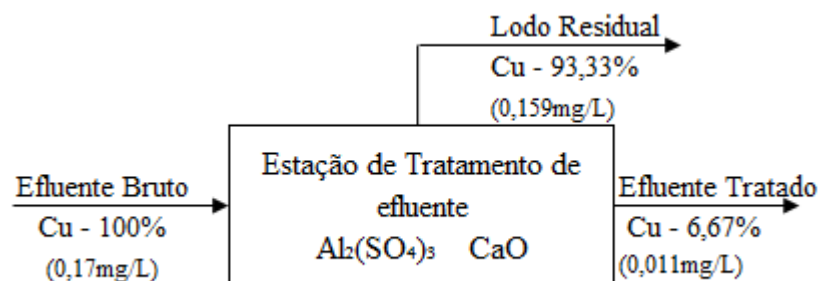 Lodo Residual
Cu - 93,33%
(0,159mg/L)
Efluente Bruto
Cu - 100%
(0,17mg/L)
Estação de Tratamento de
efluente
Al₂(SO₄)₃ CaO
Efluente Tratado
Cu - 6,67%
(0,011mg/L)